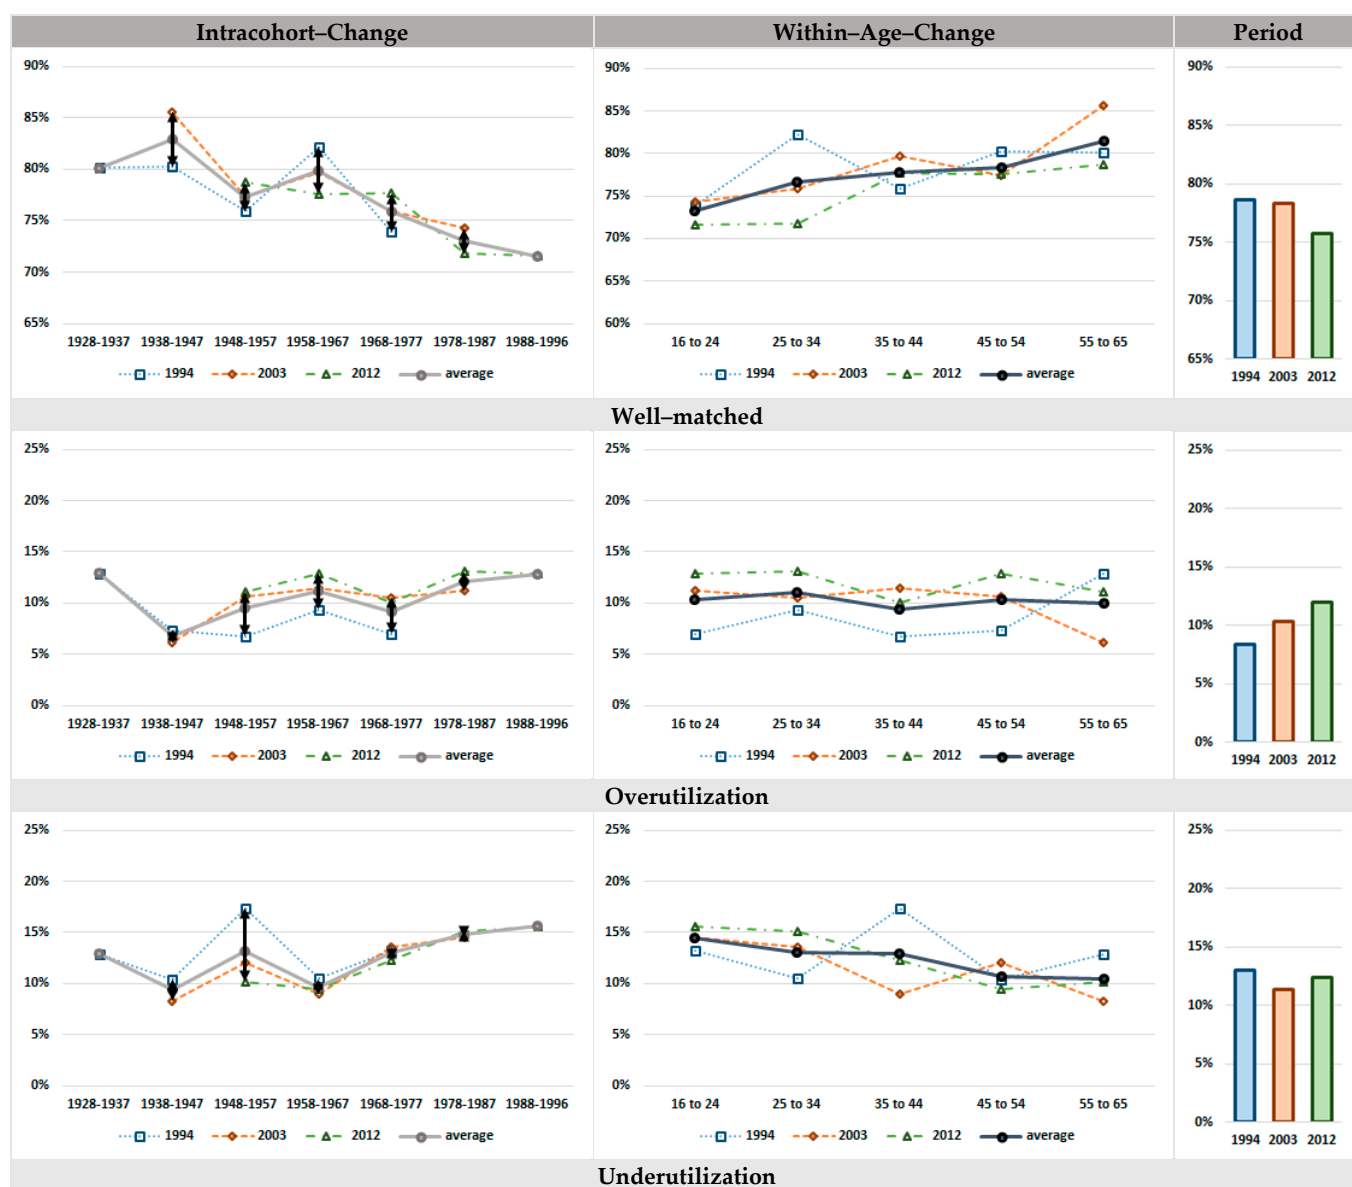 Intracohort–Change Within–Age–Change Period
90%
85%
80%
75%
70%
65%
1928-1937 1938-1947 1948-1957 1958-1967 1968-1977 1978-1987 1988-1996
1994 2003 2012 average
90%
85%
80%
75%
70%
65%
60%
16 to 24 25 to 34 35 to 44 45 to 54 55 to 65
1994 2003 2012 average
90%
85%
80%
75%
70%
65%
1994 2003 2012
Well–matched
25%
20%
15%
10%
5%
0%
1928-1937 1938-1947 1948-1957 1958-1967 1968-1977 1978-1987 1988-1996
1994 2003 2012 average
25%
20%
15%
10%
5%
0%
16 to 24 25 to 34 35 to 44 45 to 54 55 to 65
1994 2003 2012 average
25%
20%
15%
10%
5%
0%
1994 2003 2012
Overutilization
25%
20%
15%
10%
5%
0%
1928-1937 1938-1947 1948-1957 1958-1967 1968-1977 1978-1987 1988-1996
1994 2003 2012 average
25%
20%
15%
10%
5%
0%
16 to 24 25 to 34 35 to 44 45 to 54 55 to 65
1994 2003 2012 average
25%
20%
15%
10%
5%
0%
1994 2003 2012
Underutilization